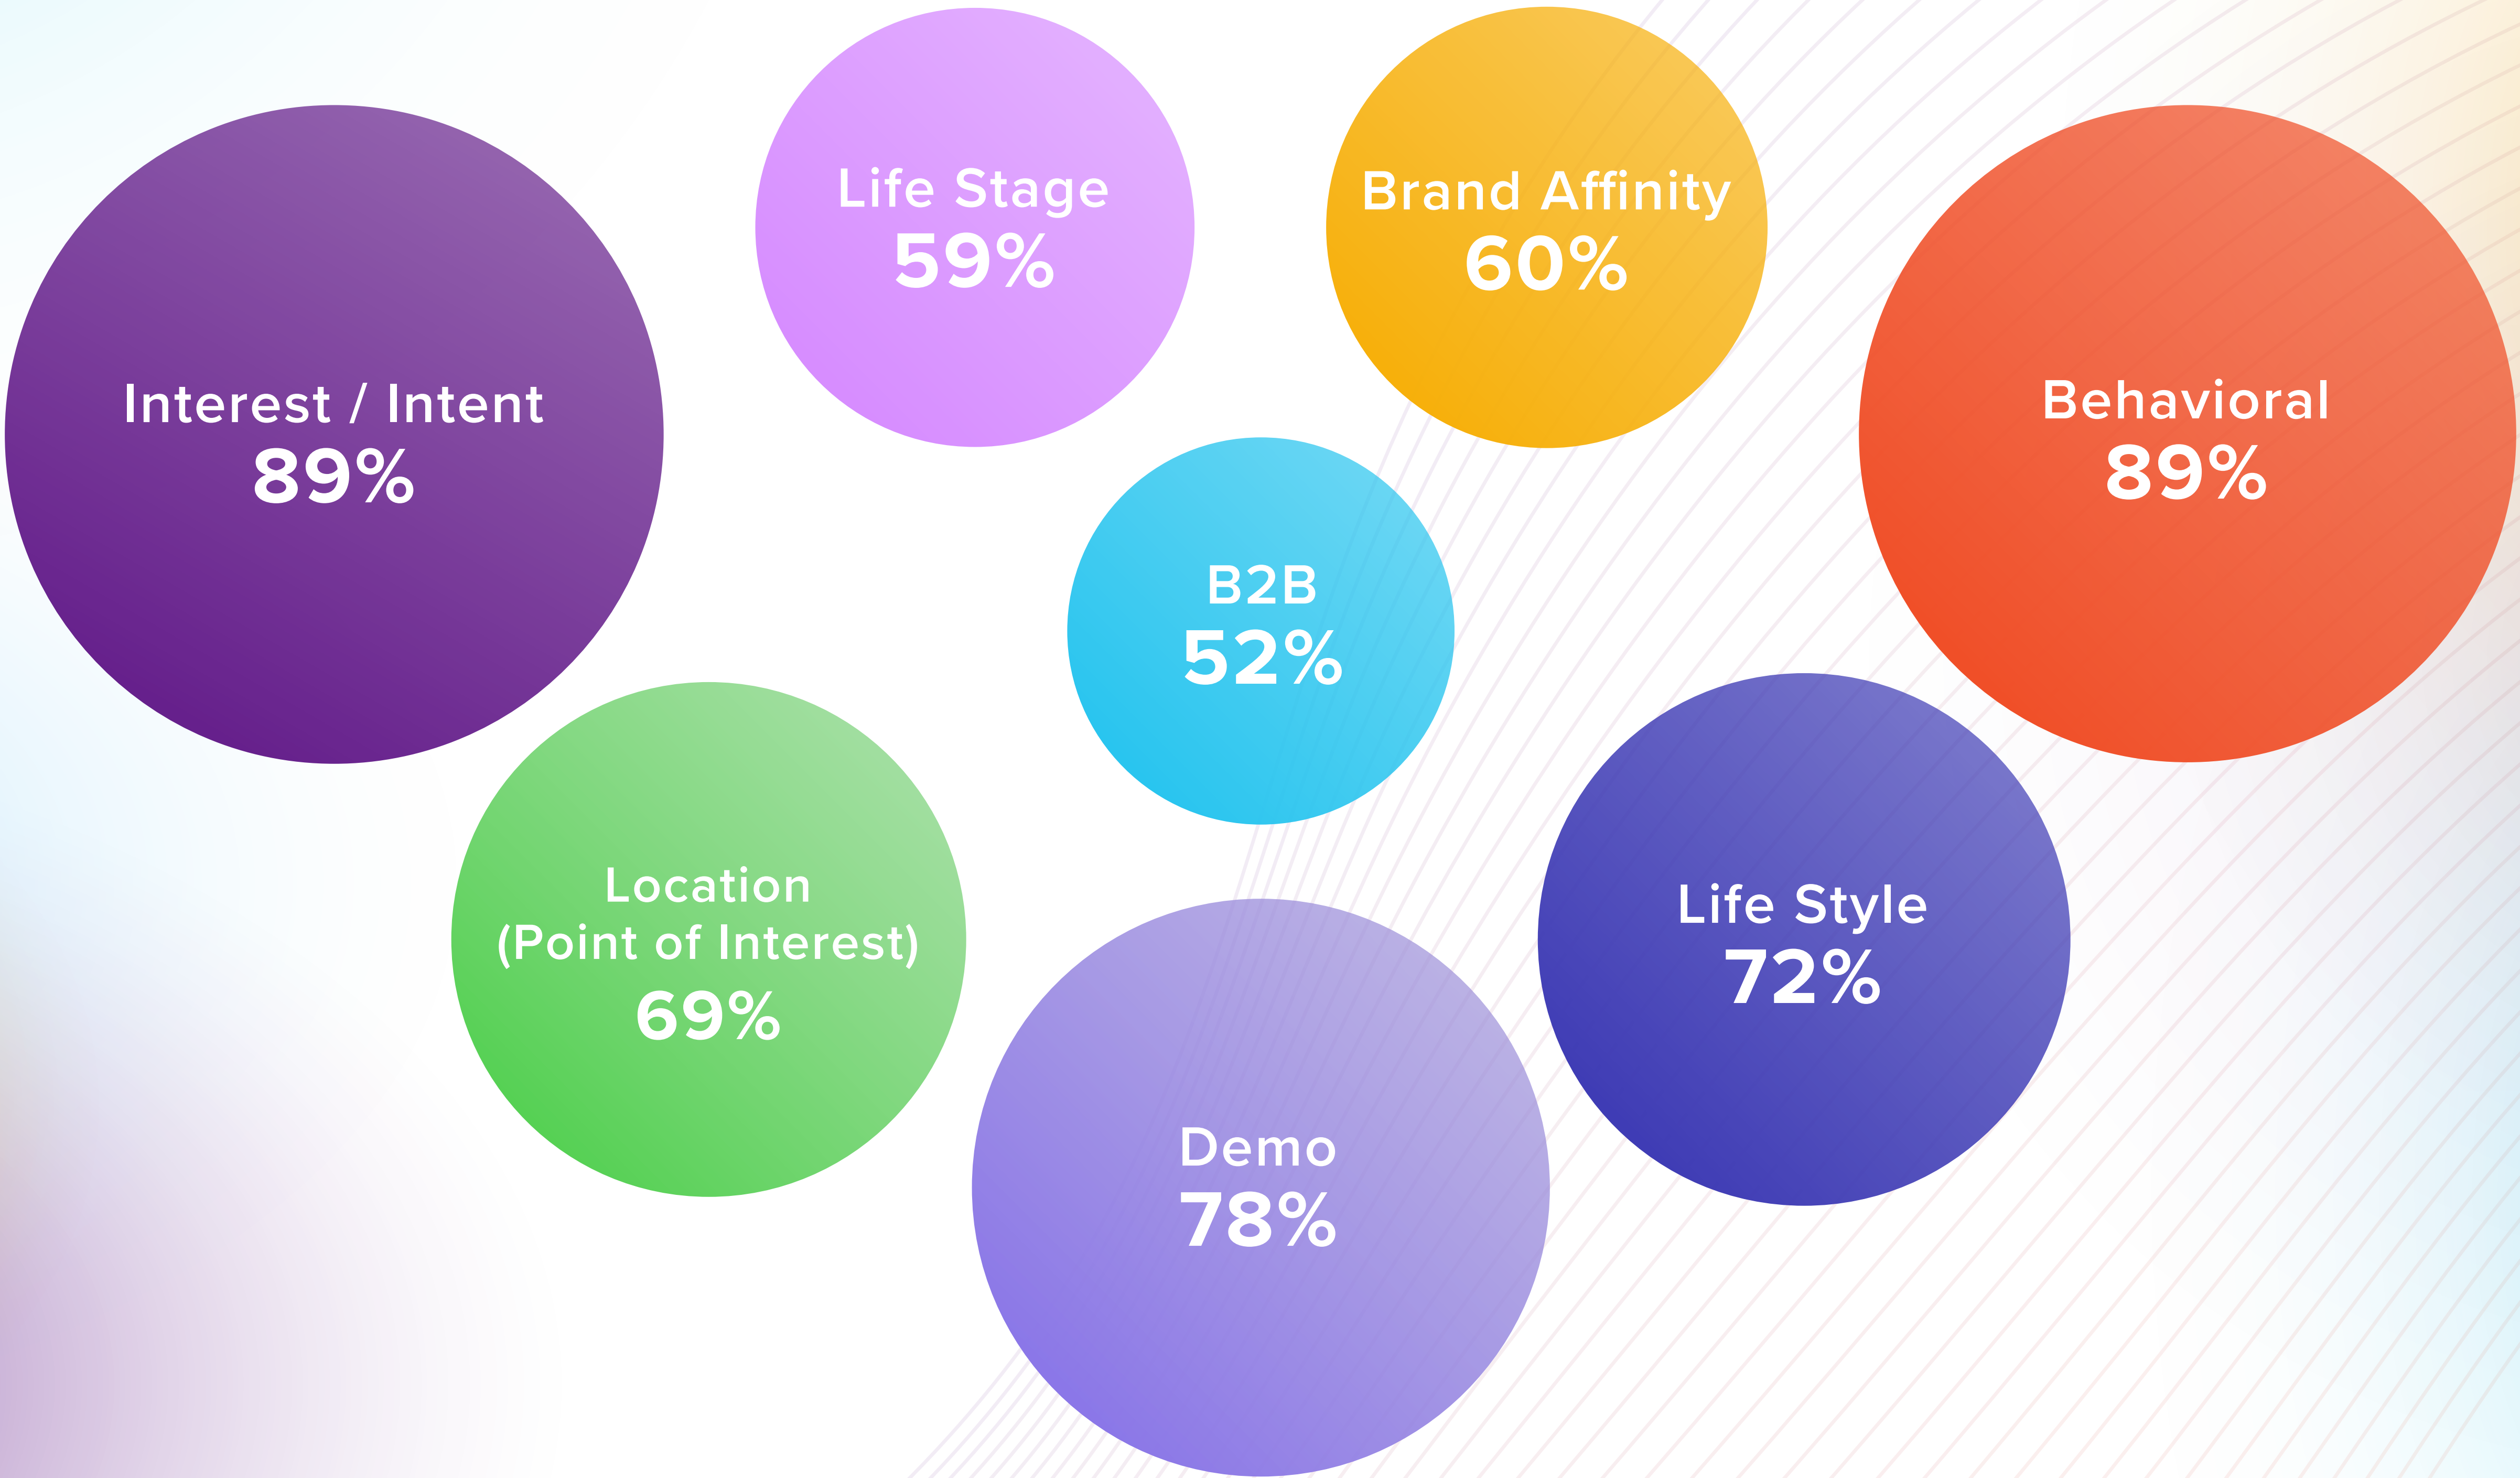 Life Stage
59%
Brand Affinity
60%
Interest / Intent
89%
Behavioral
89%
B2B
52%
Location
(Point of Interest)
69%
Life Style
72%
Demo
78%